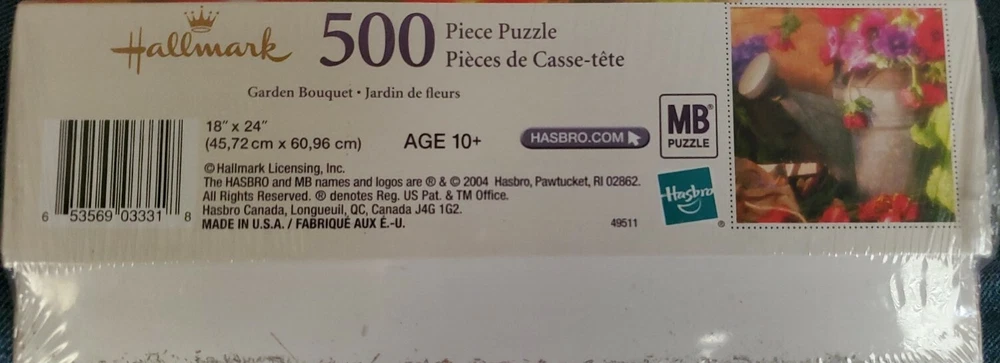 Hallmark
500
Piece Puzzle
Pièces de Casse-tête
Garden Bouquet • Jardin de fleurs
18" x 24"
(45,72 cm x 60,96 cm)
AGE 10+
HASBRO.COM
MB®
PUZZLE
©Hallmark Licensing, Inc.
The HASBRO and MB names and logos are ® & © 2004 Hasbro, Pawtucket, RI 02862.
All Rights Reserved. ® denotes Reg. US Pat. & TM Office.
Hasbro Canada, Longueuil, QC, Canada J4G 1G2.
MADE IN U.S.A. / FABRIQUÉ AUX É.-U.
49511
Hasbro
®
6 53569 03331 8